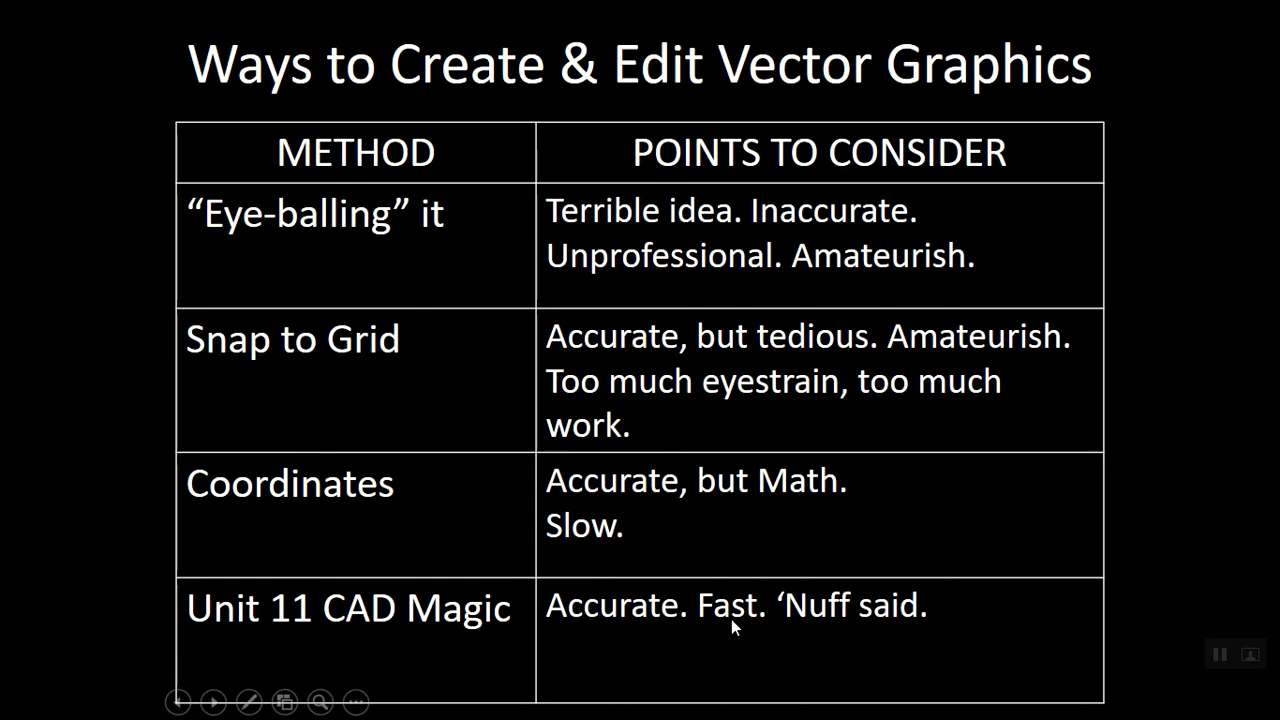 Ways to Create & Edit Vector Graphics
METHOD
POINTS TO CONSIDER
“Eye-balling” it
Terrible idea. Inaccurate.
Unprofessional. Amateurish.
Snap to Grid
Accurate, but tedious. Amateurish.
Too much eyestrain, too much
work.
Coordinates
Accurate, but Math.
Slow.
Unit 11 CAD Magic
Accurate. Fast. ‘Nuff said.